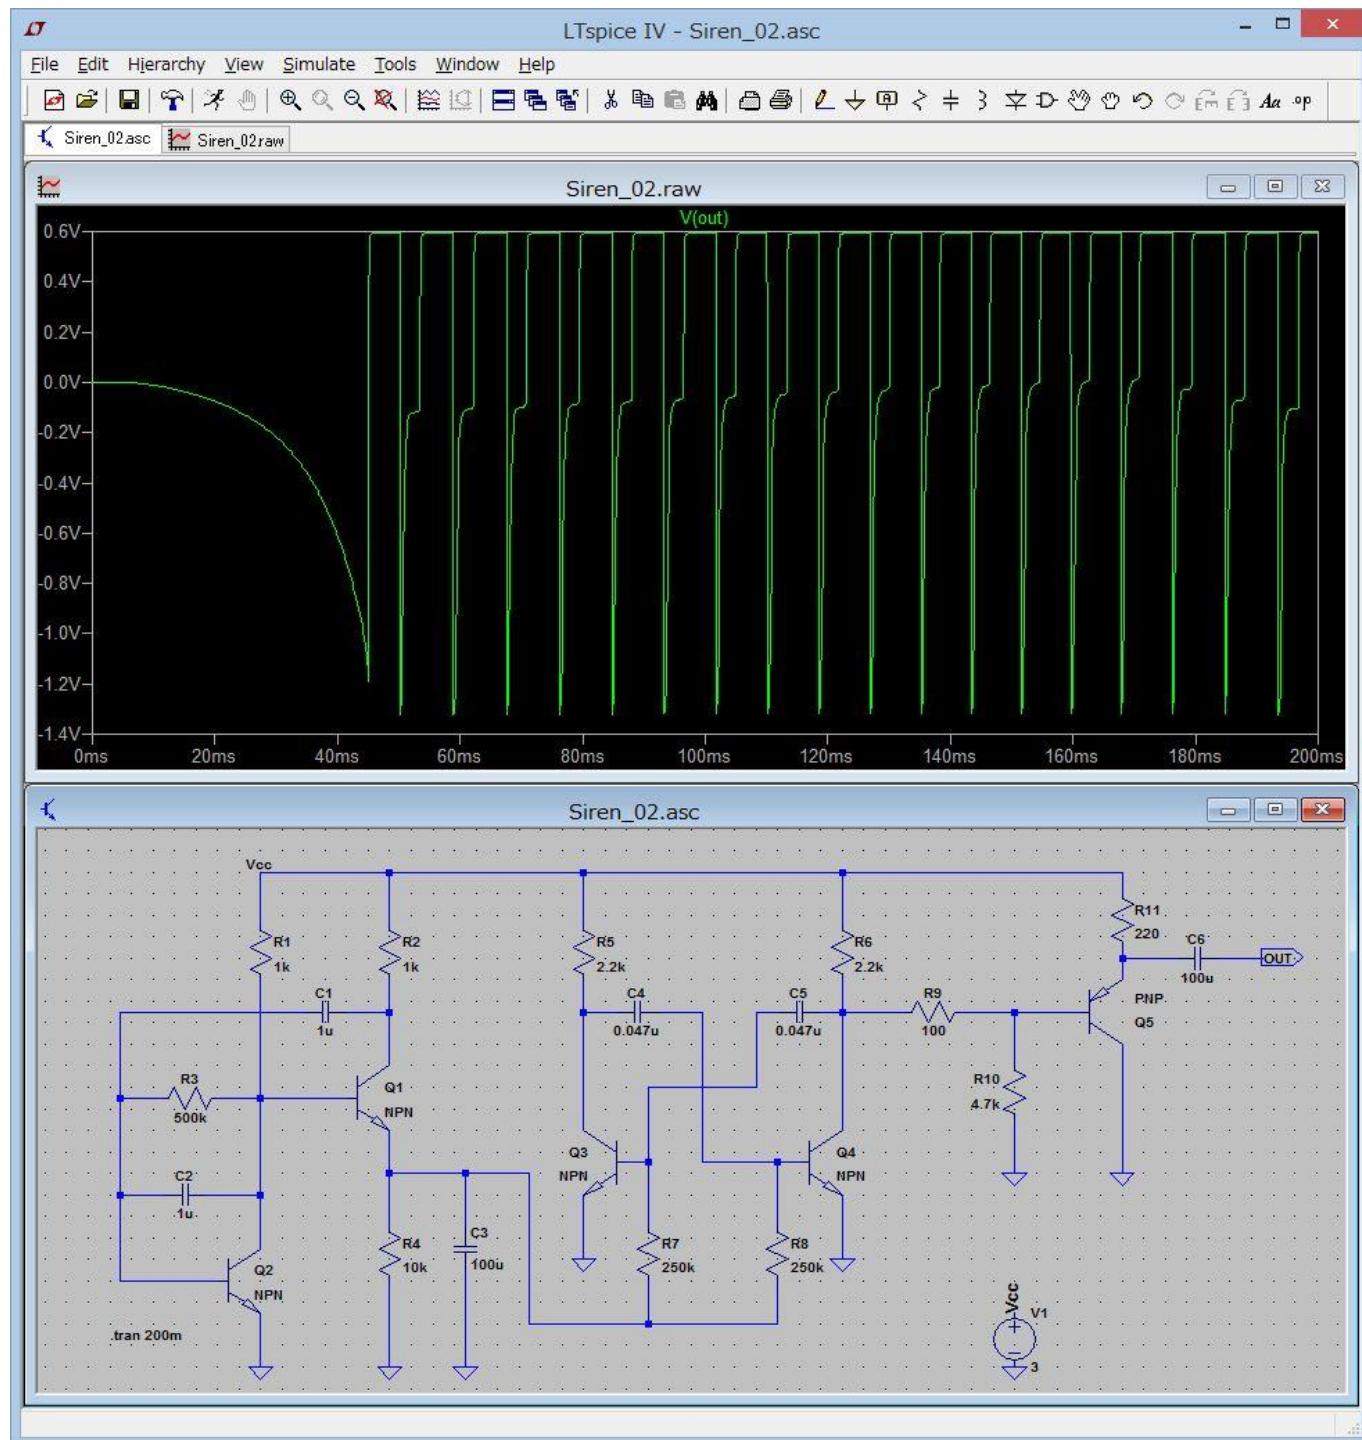 LTspice IV - Siren_02.asc
File Edit Hierarchy View Simulate Tools Window Help
Aa .op
Siren_02.asc Siren_02.raw
Siren_02.raw
V(out)
0.6V
0.4V
0.2V
0.0V
-0.2V
-0.4V
-0.6V
-0.8V
-1.0V
-1.2V
-1.4V
0ms 20ms 40ms 60ms 80ms 100ms 120ms 140ms 160ms 180ms 200ms
Siren_02.asc
Vcc
R1
1k
R2
1k
R5
2.2k
R6
2.2k
R11
220
C6
100u
OUT
C1
1u
C4
0.047u
C5
0.047u
R9
100
PNP
Q5
R3
500k
Q1
NPN
R10
4.7k
C2
1u
Q3
NPN
Q4
NPN
Q2
NPN
R4
10k
C3
100u
R7
250k
R8
250k
.tran 200m
Vcc
V1
3